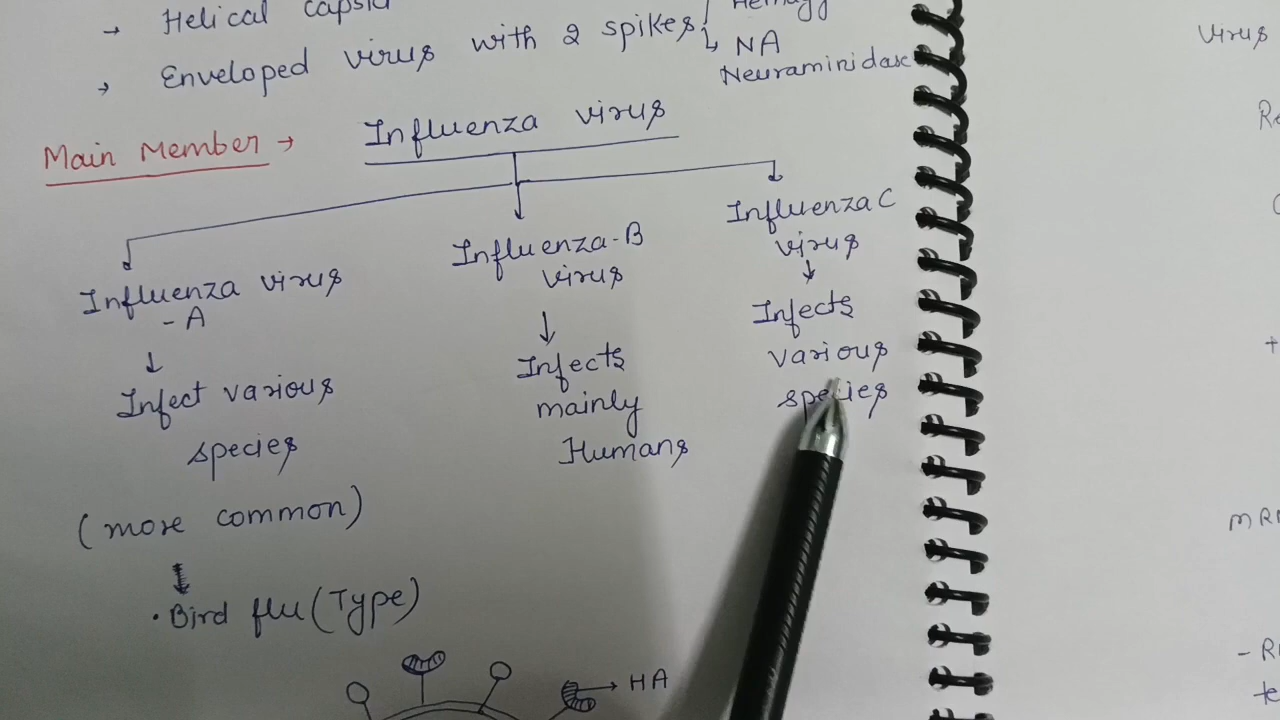 → Helical capsid
→ Enveloped virus with 2 spikes
↳ NA
Neuraminidase
Main Member → Influenza virus
Influenza virus
- A
↓
Infect various
species
(more common)
↓
• Bird flu (Type)
Influenza-B
virus
↓
Infects
mainly
Humans
Influenza C
virus
↓
Infects
various
species
→ HA
virus